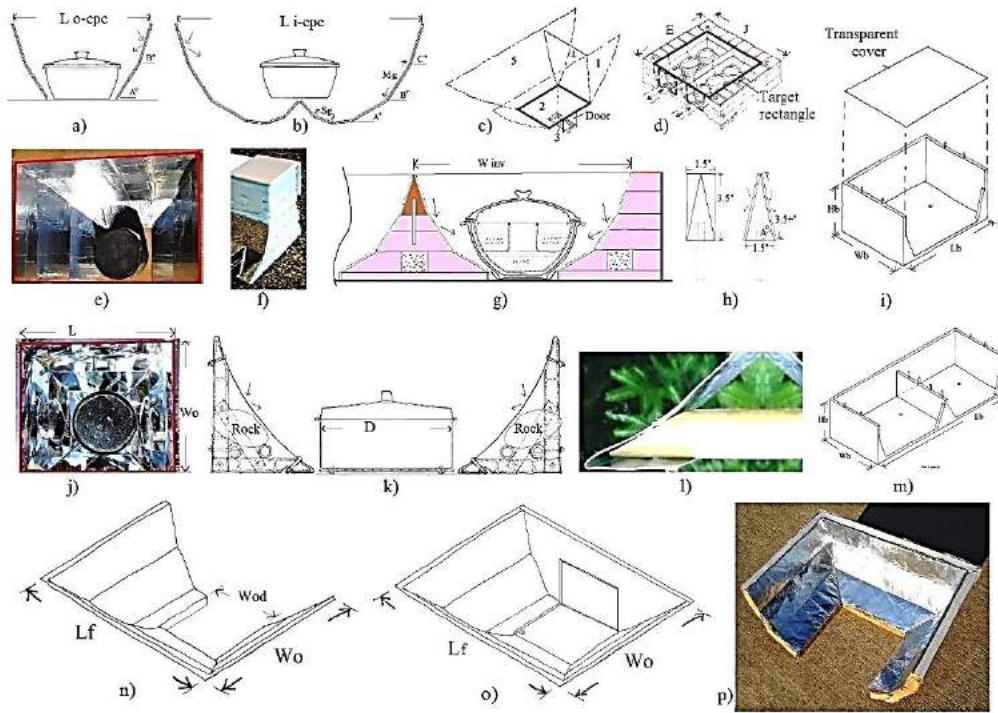 L o-cpc
B°
A°
a)
L i-cpc
C°
Mg
B°
Sg
A°
b)
5
1
2
3
Door
c)
E
J
Target
rectangle
d)
Transparent
cover
Hb
Wb
Lb
i)
e)
f)
W inv
g)
1.5"
3.5"
3.5+"
A°
1.5"
h)
L
Wo
j)
Rock
D
Rock
k)
l)
Hb
Wb
Lb
m)
Lf
Wod
Wo
n)
Lf
Wo
o)
p)